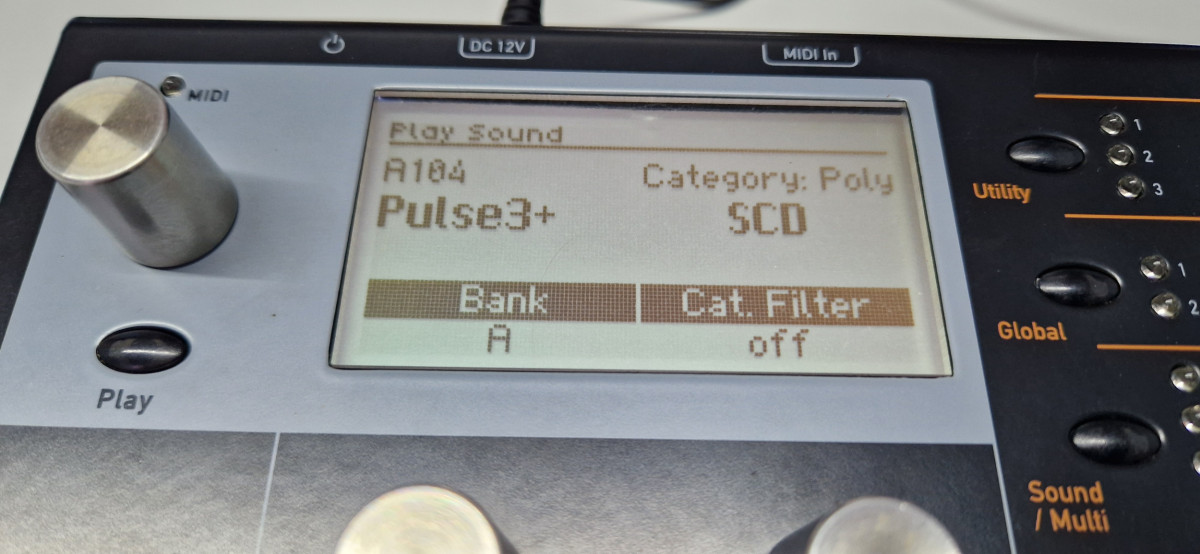 DC 12V
MIDI In
MIDI
Play Sound
A104
Category: Poly
Pulse3+
SCD
Bank
Cat. Filter
A
off
Play
1
2
3
Utility
1
2
Global
Sound
/ Multi